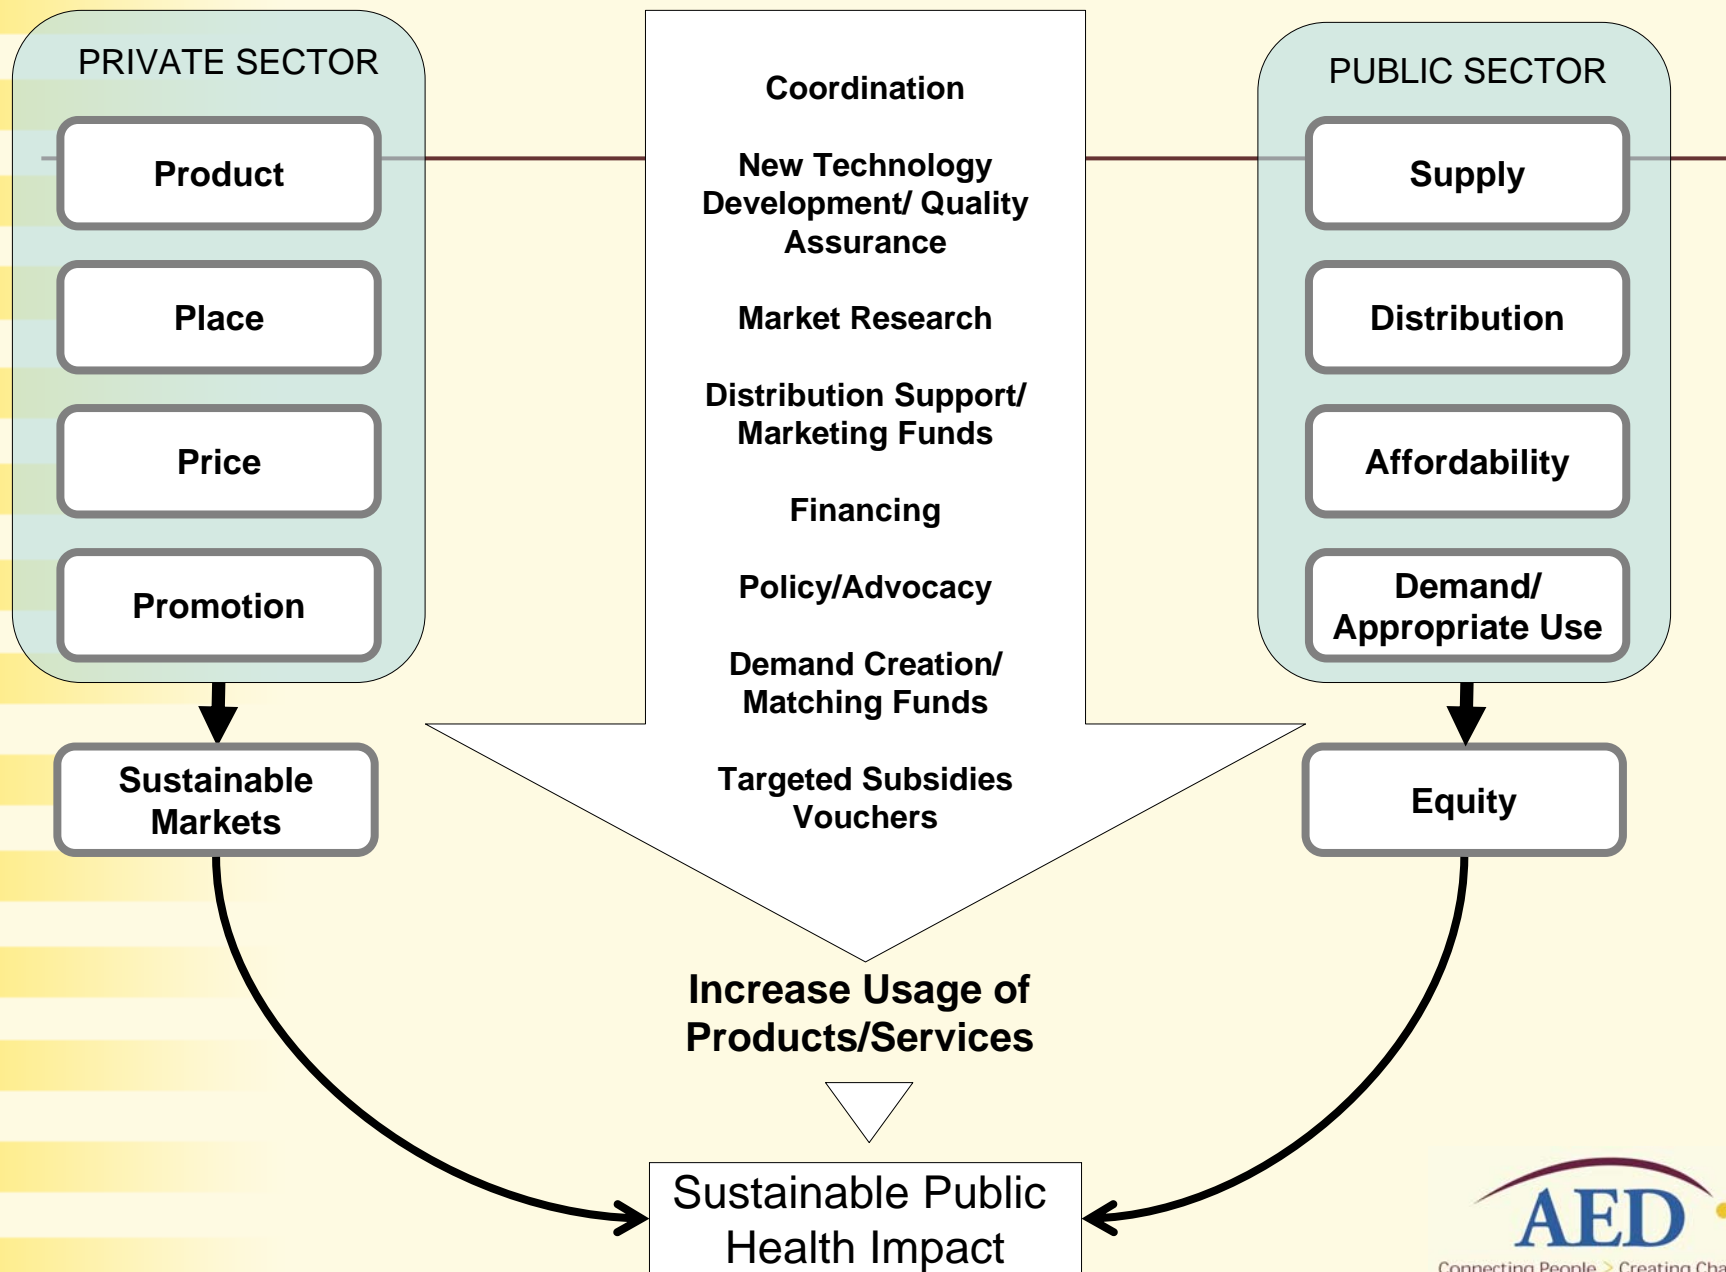 PRIVATE SECTOR
Product
Place
Price
Promotion
Sustainable
Markets
Coordination
New Technology
Development/ Quality
Assurance
Market Research
Distribution Support/
Marketing Funds
Financing
Policy/Advocacy
Demand Creation/
Matching Funds
Targeted Subsidies
Vouchers
PUBLIC SECTOR
Supply
Distribution
Affordability
Demand/
Appropriate Use
Equity
Increase Usage of
Products/Services
Sustainable Public
Health Impact
AED
Connecting People > Creating